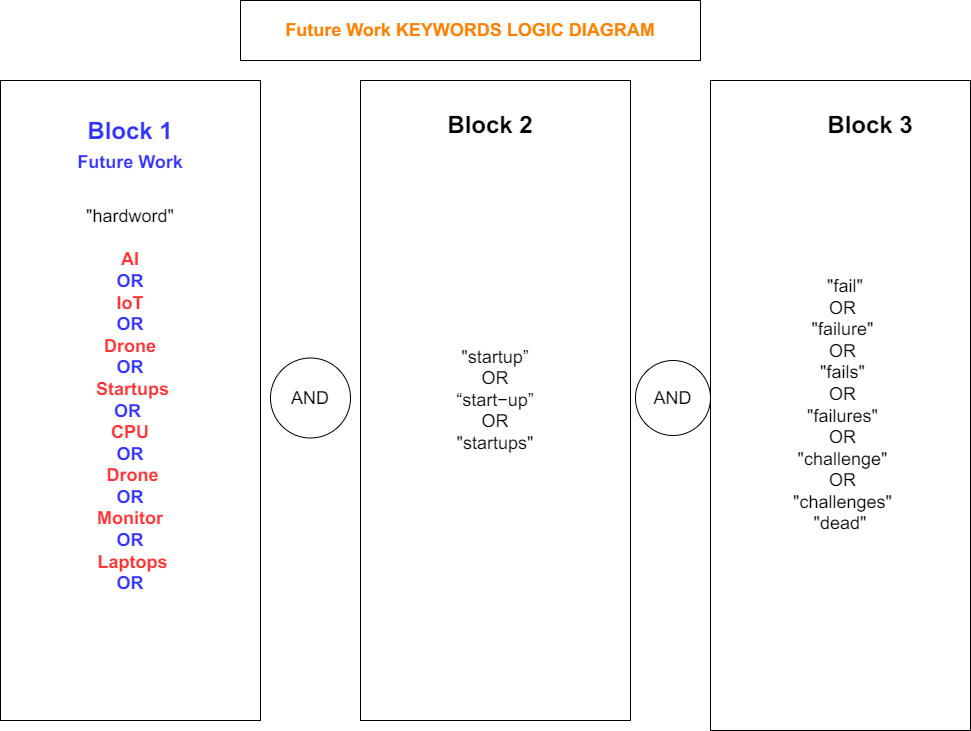 Future Work KEYWORDS LOGIC DIAGRAM
Block 1
Future Work
"hardword"
AI
OR
IoT
OR
Drone
OR
Startups
OR
CPU
OR
Drone
OR
Monitor
OR
Laptops
OR
AND
Block 2
"startup”
OR
“start−up”
OR
"startups"
AND
Block 3
"fail"
OR
"failure"
OR
"fails"
OR
"failures"
OR
"challenge"
OR
"challenges"
"dead"